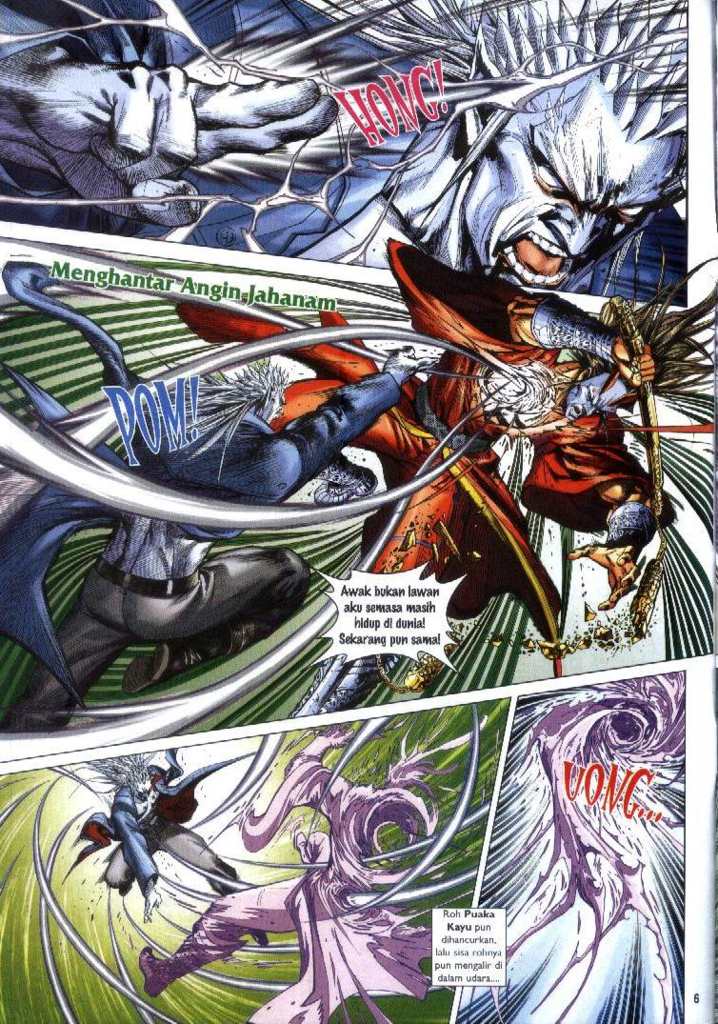 HONG!
Menghantar Angin Jahanam
POM!
Awak bukan lawan
aku semasa masih
hidup di dunia!
Sekarang pun sama!
UONG...
Roh Puaka
Kayu pun
dihancurkan,
lalu sisa rohnya
pun mengalir di
dalam udara....
6